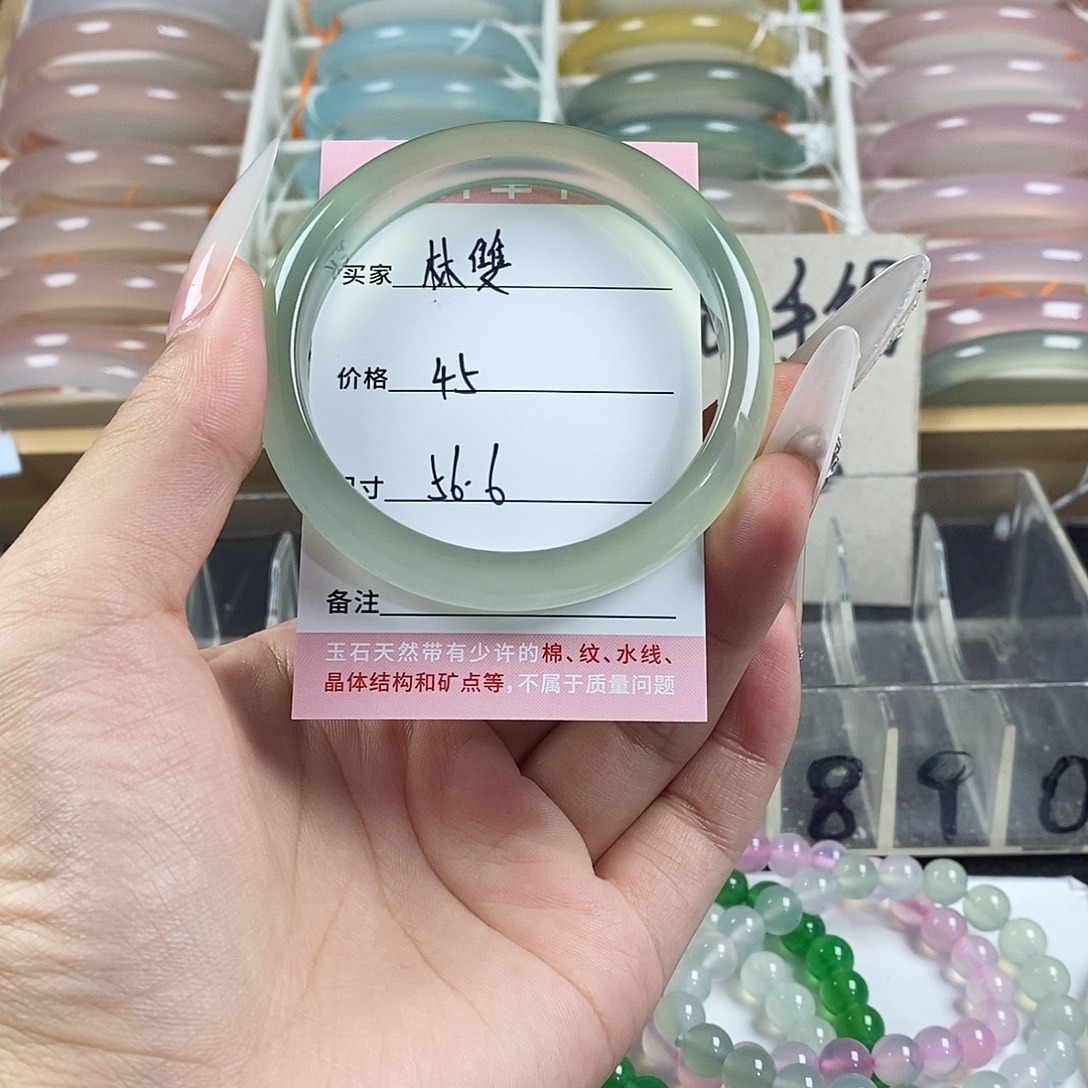 买家 林雙
价格 45
寸 56.6
备注
玉石天然带有少许的棉、纹、水线、
晶体结构和矿点等，不属于质量问题
手
8 9 0